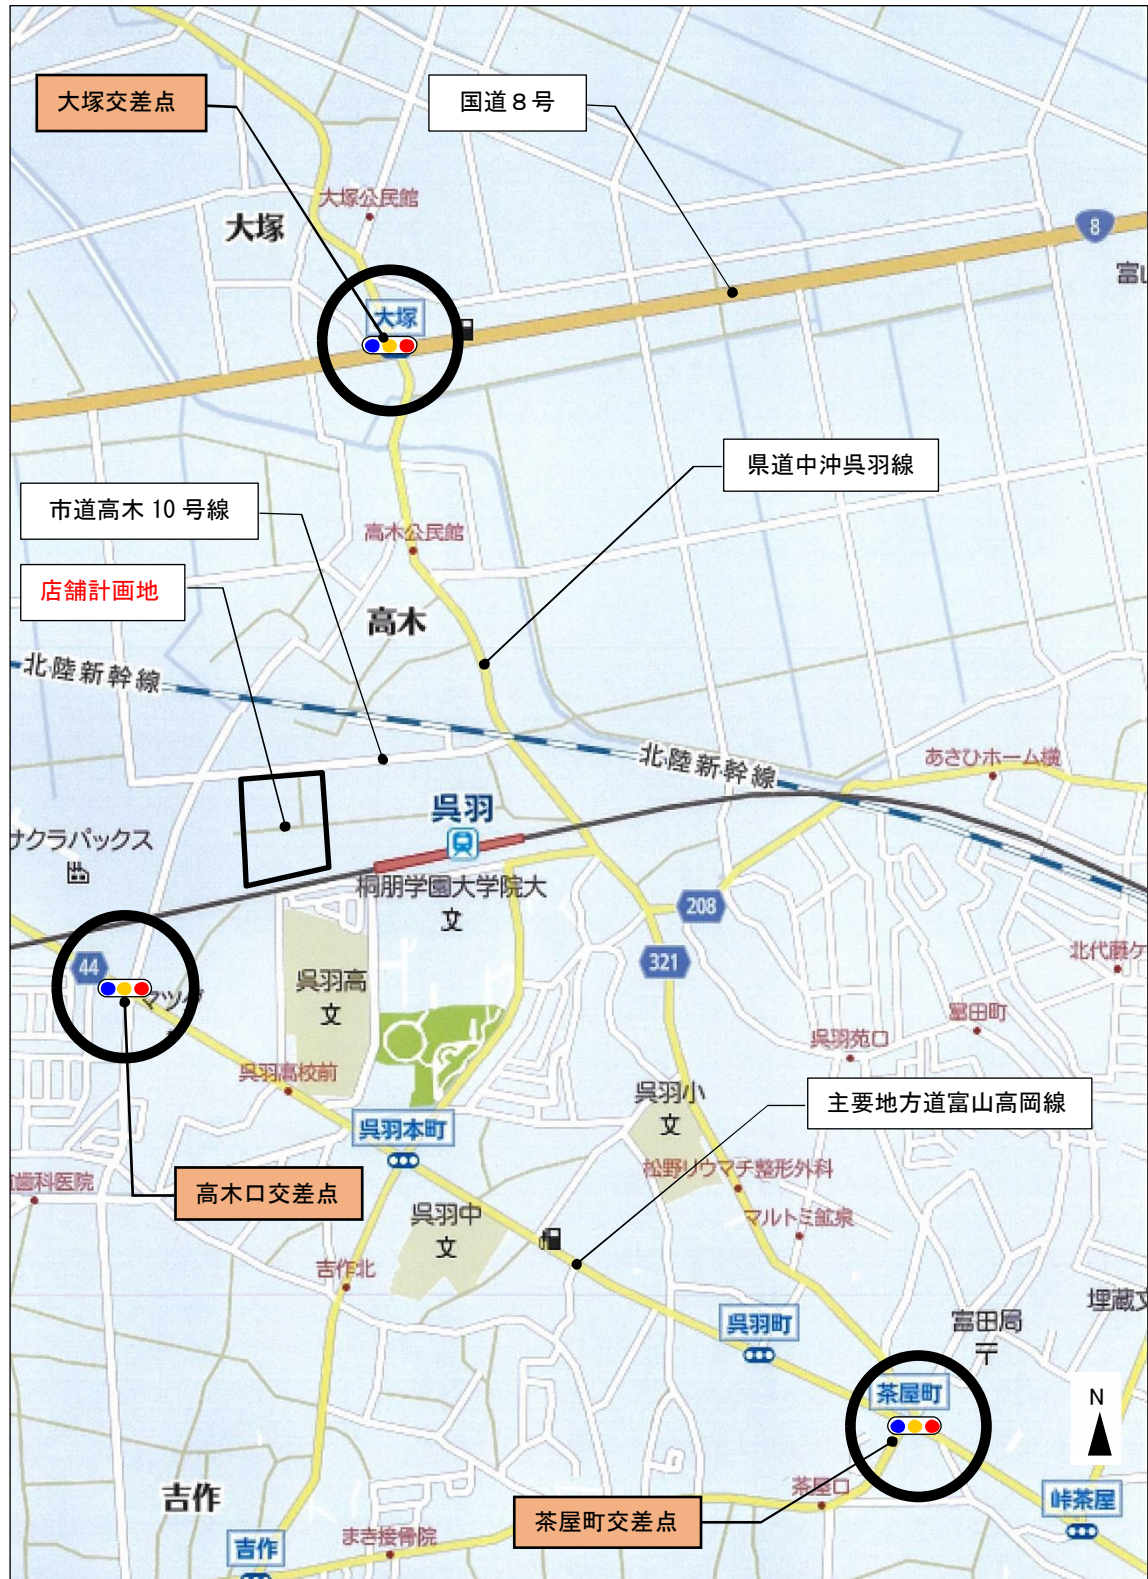 大塚交差点
国道８号
大塚公民館
大塚
8
大塚
県道中沖呉羽線
市道高木 10 号線
高木公民館
店舗計画地
高木
北陸新幹線
北陸新幹線
あさひホーム横
呉羽
サクラパックス
桐朋学園大学院大
文
208
321
44
北代藤ケ
呉羽高
文
マツダ
富田町
呉羽苑口
呉羽高校前
呉羽小
文
主要地方道富山高岡線
呉羽本町
松野リウマチ整形外科
歯科医院
高木口交差点
呉羽中
文
マルトミ鉱泉
吉作北
呉羽町
富田局
〒
茶屋町
N
吉作
茶屋口
峠茶屋
茶屋町交差点
吉作
まき接骨院